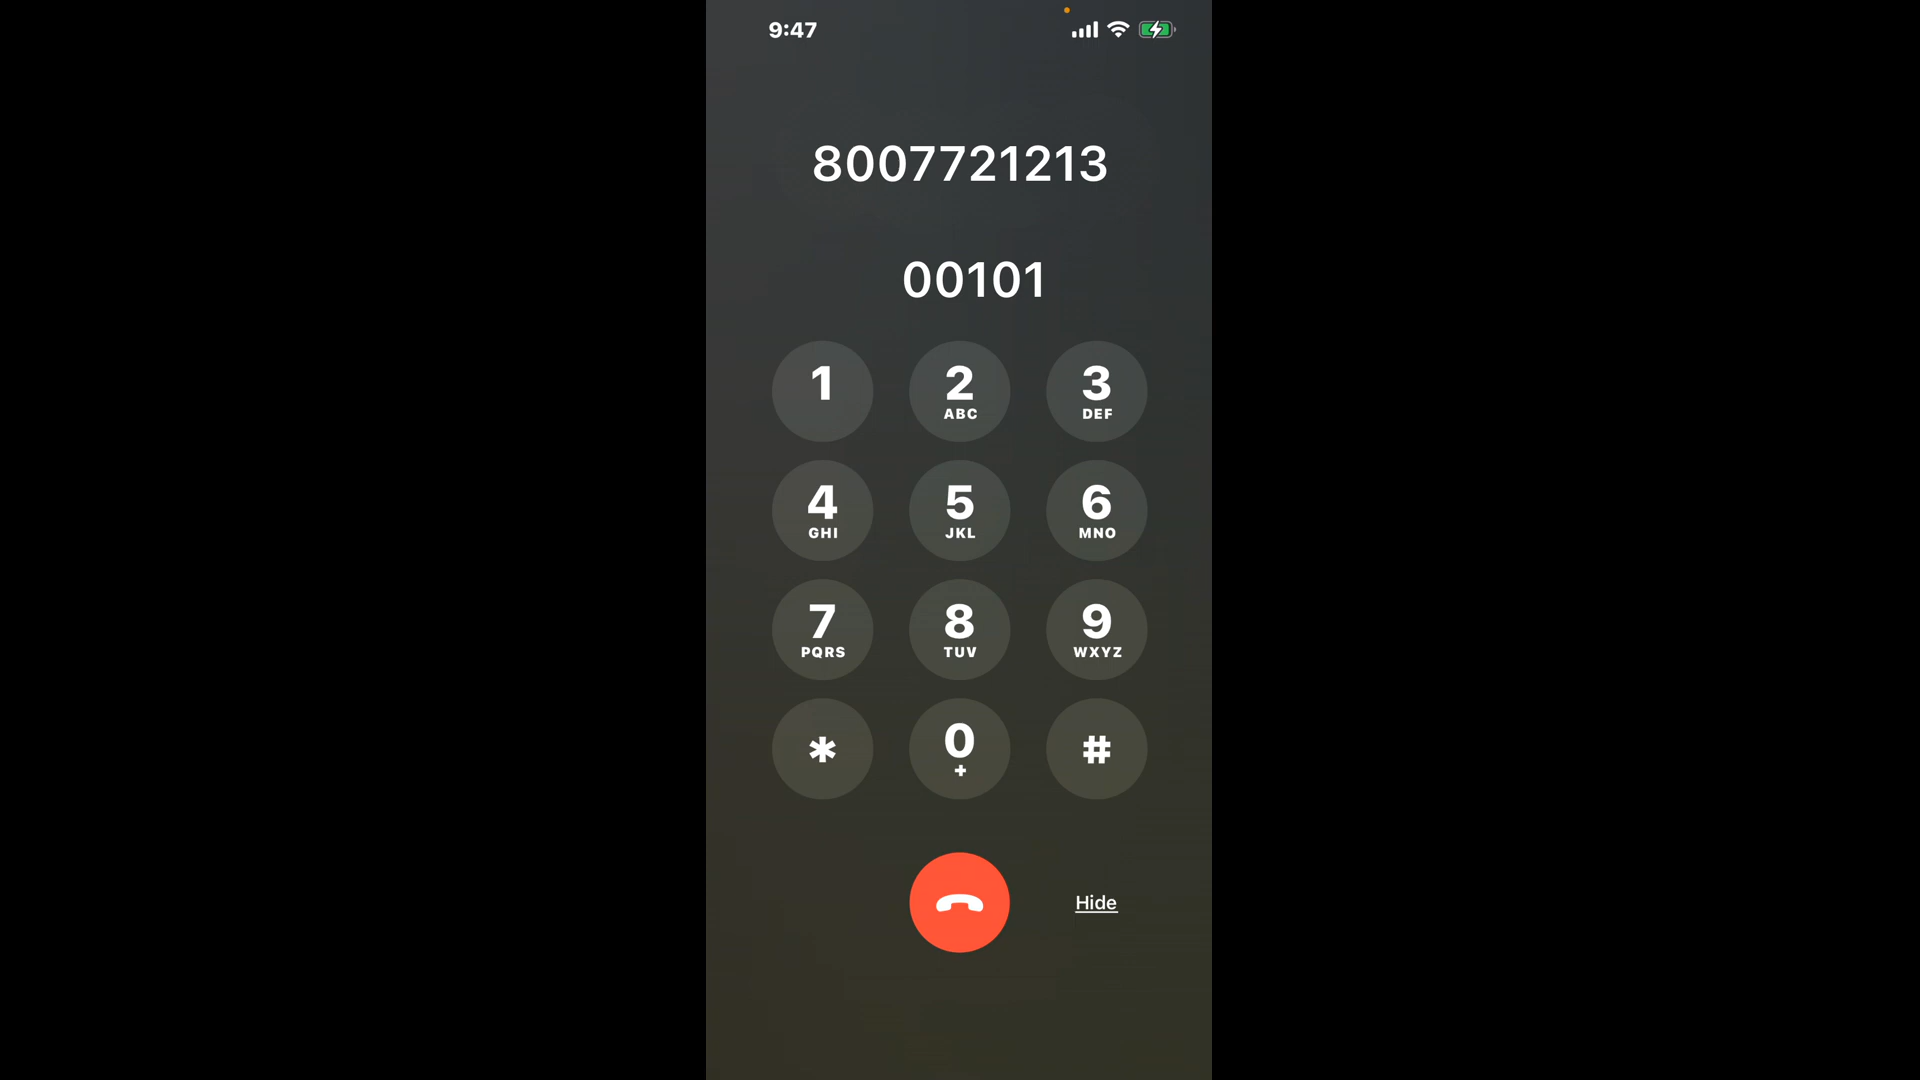 9:47
8007721213
00101
1 2 3
ABC DEF
4 5 6
GHI JKL MNO
7 8 9
PQRS TUV WXYZ
* 0 #
+
Hide